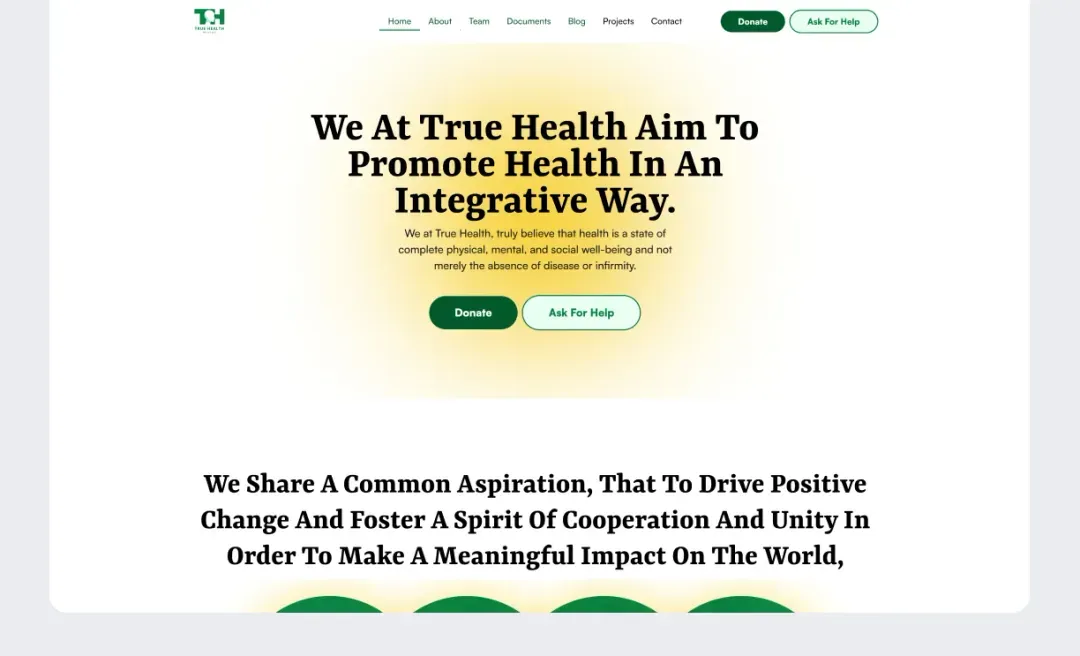 TCH
TRUE HEALTH
Home About Team Documents Blog Projects Contact Donate Ask For Help
We At True Health Aim To
Promote Health In An
Integrative Way.
We at True Health, truly believe that health is a state of
complete physical, mental, and social well-being and not
merely the absence of disease or infirmity.
Donate Ask For Help
We Share A Common Aspiration, That To Drive Positive
Change And Foster A Spirit Of Cooperation And Unity In
Order To Make A Meaningful Impact On The World,